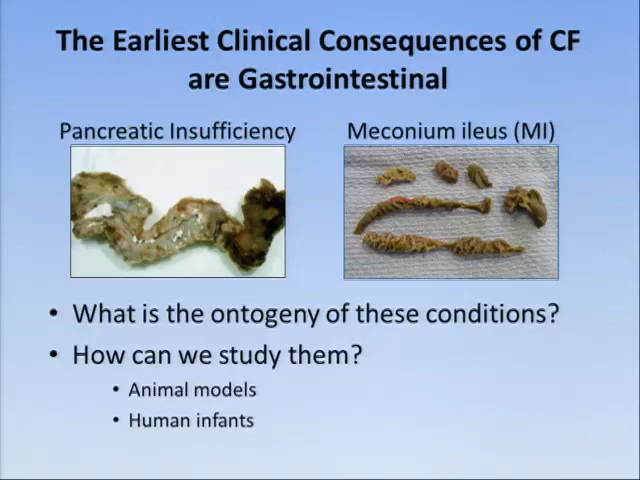 The Earliest Clinical Consequences of CF
are Gastrointestinal
Pancreatic Insufficiency
Meconium ileus (MI)
• What is the ontogeny of these conditions?
• How can we study them?
• Animal models
• Human infants